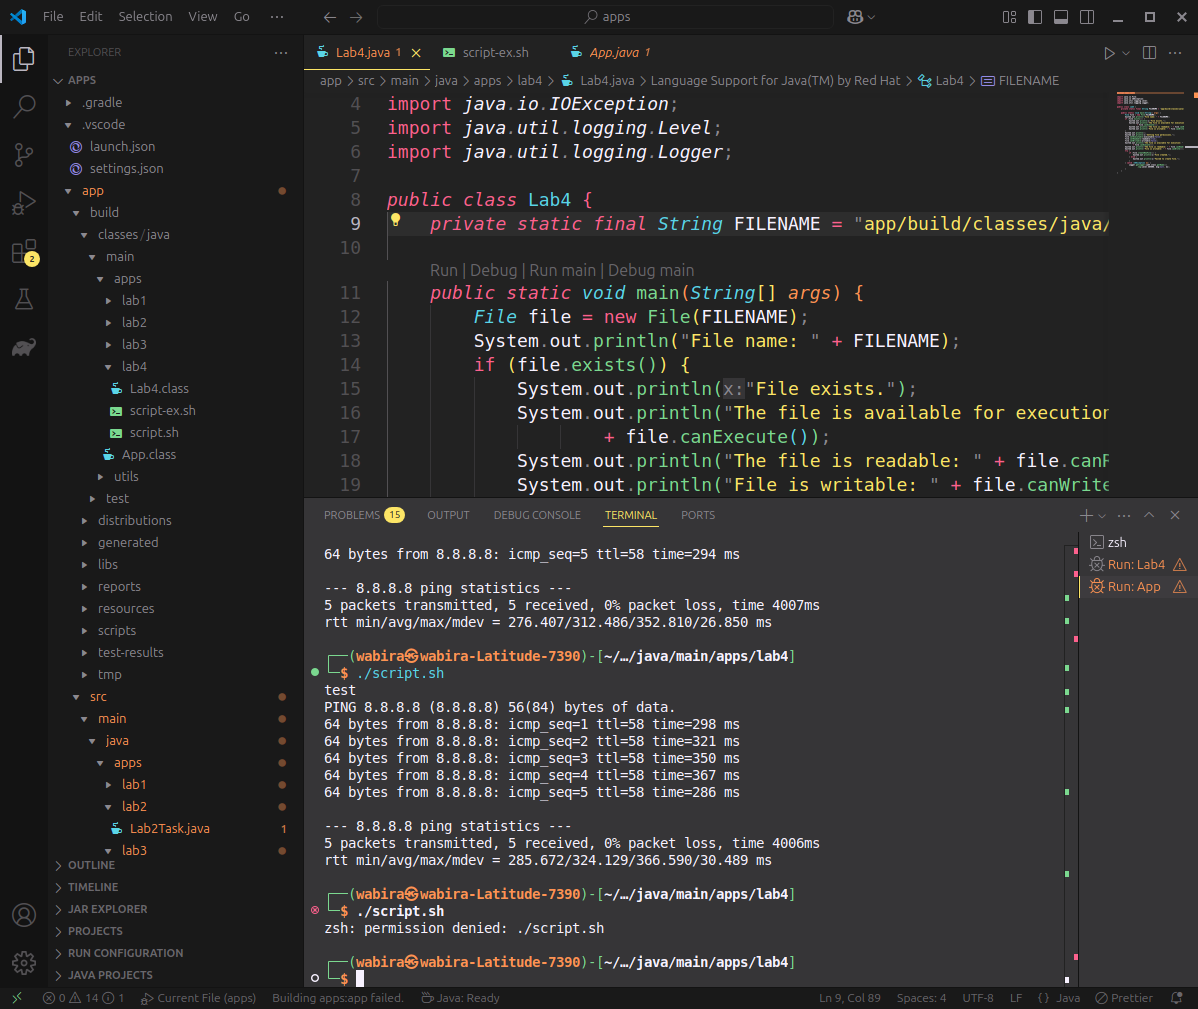 File Edit Selection View Go ··· ← → apps
EXPLORER ···
APPS
.gradle
.vscode
launch.json
settings.json
app
build
classes / java
main
apps
lab1
lab2
lab3
lab4
Lab4.class
script-ex.sh
script.sh
App.class
utils
test
distributions
generated
libs
reports
resources
scripts
test-results
tmp
src
main
java
apps
lab1
lab2
Lab2Task.java 1
lab3
OUTLINE
TIMELINE
JAR EXPLORER
PROJECTS
RUN CONFIGURATION
JAVA PROJECTS
2
Lab4.java 1 script-ex.sh App.java 1
app > src > main > java > apps > lab4 > Lab4.java > Language Support for Java(TM) by Red Hat > Lab4 > FILENAME
4 import java.io.IOException;
5 import java.util.logging.Level;
6 import java.util.logging.Logger;
7
8 public class Lab4 {
9 private static final String FILENAME = "app/build/classes/java/
10
Run | Debug | Run main | Debug main
11 public static void main(String[] args) {
12 File file = new File(FILENAME);
13 System.out.println("File name: " + FILENAME);
14 if (file.exists()) {
15 System.out.println(x:"File exists.");
16 System.out.println("The file is available for execution
17 + file.canExecute());
18 System.out.println("The file is readable: " + file.canR
19 System.out.println("File is writable: " + file.canWrite
PROBLEMS 15 OUTPUT DEBUG CONSOLE TERMINAL PORTS
64 bytes from 8.8.8.8: icmp_seq=5 ttl=58 time=294 ms
--- 8.8.8.8 ping statistics ---
5 packets transmitted, 5 received, 0% packet loss, time 4007ms
rtt min/avg/max/mdev = 276.407/312.486/352.810/26.850 ms
┌──(wabira㉿wabira-Latitude-7390)-[~/…/java/main/apps/lab4]
└─$ ./script.sh
test
PING 8.8.8.8 (8.8.8.8) 56(84) bytes of data.
64 bytes from 8.8.8.8: icmp_seq=1 ttl=58 time=298 ms
64 bytes from 8.8.8.8: icmp_seq=2 ttl=58 time=321 ms
64 bytes from 8.8.8.8: icmp_seq=3 ttl=58 time=350 ms
64 bytes from 8.8.8.8: icmp_seq=4 ttl=58 time=367 ms
64 bytes from 8.8.8.8: icmp_seq=5 ttl=58 time=286 ms
--- 8.8.8.8 ping statistics ---
5 packets transmitted, 5 received, 0% packet loss, time 4006ms
rtt min/avg/max/mdev = 285.672/324.129/366.590/30.489 ms
┌──(wabira㉿wabira-Latitude-7390)-[~/…/java/main/apps/lab4]
└─$ ./script.sh
zsh: permission denied: ./script.sh
┌──(wabira㉿wabira-Latitude-7390)-[~/…/java/main/apps/lab4]
└─$
zsh
Run: Lab4
Run: App
0 14 1 Current File (apps) Building apps:app failed. Java: Ready Ln 9, Col 89 Spaces: 4 UTF-8 LF {} Java Prettier